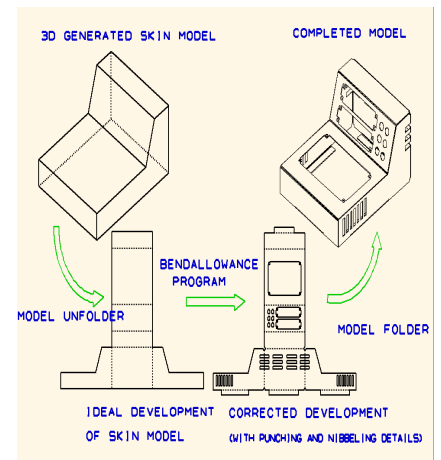 3D GENERATED SKIN MODEL
COMPLETED MODEL
BENDALLOWANCE
PROGRAM
MODEL UNFOLDER
MODEL FOLDER
IDEAL DEVELOPMENT
OF SKIN MODEL
CORRECTED DEVELOPMENT
(WITH PUNCHING AND NIBBELING DETAILS)